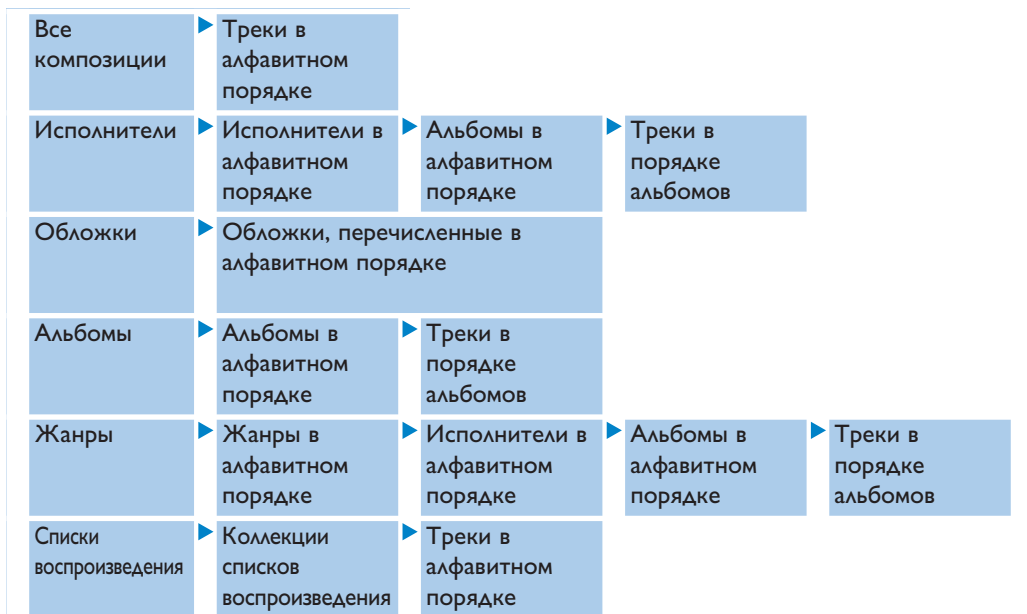 Все
композиции
Треки в
алфавитном
порядке
Исполнители
Исполнители в
алфавитном
порядке
Альбомы в
алфавитном
порядке
Треки в
порядке
альбомов
Обложки
Обложки, перечисленные в
алфавитном порядке
Альбомы
Альбомы в
алфавитном
порядке
Треки в
порядке
альбомов
Жанры
Жанры в
алфавитном
порядке
Исполнители в
алфавитном
порядке
Альбомы в
алфавитном
порядке
Треки в
порядке
альбомов
Списки
воспроизведения
Коллекции
списков
воспроизведения
Треки в
алфавитном
порядке